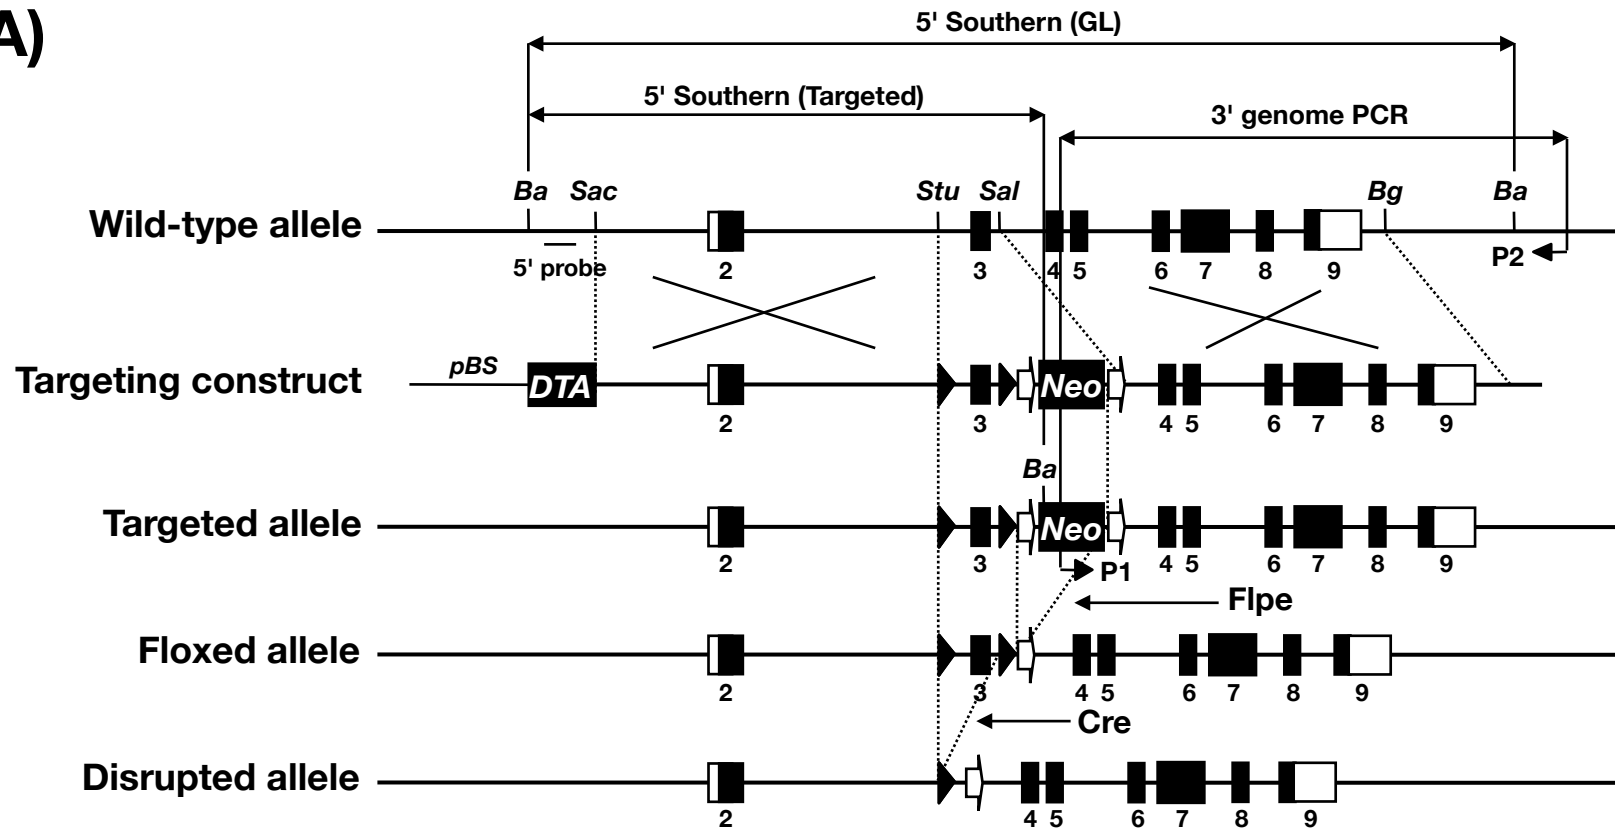 A)
5' Southern (GL)
5' Southern (Targeted)
3' genome PCR
Ba Sac Stu Sal Bg Ba
Wild-type allele
P2
5' probe 2 3 4 5 6 7 8 9
pBS
Targeting construct DTA Neo
2 3 4 5 6 7 8 9
Ba
Targeted allele Neo
2 3 4 5 6 7 8 9
P1
Flpe
Floxed allele
2 3 4 5 6 7 8 9
Cre
Disrupted allele
2 4 5 6 7 8 9